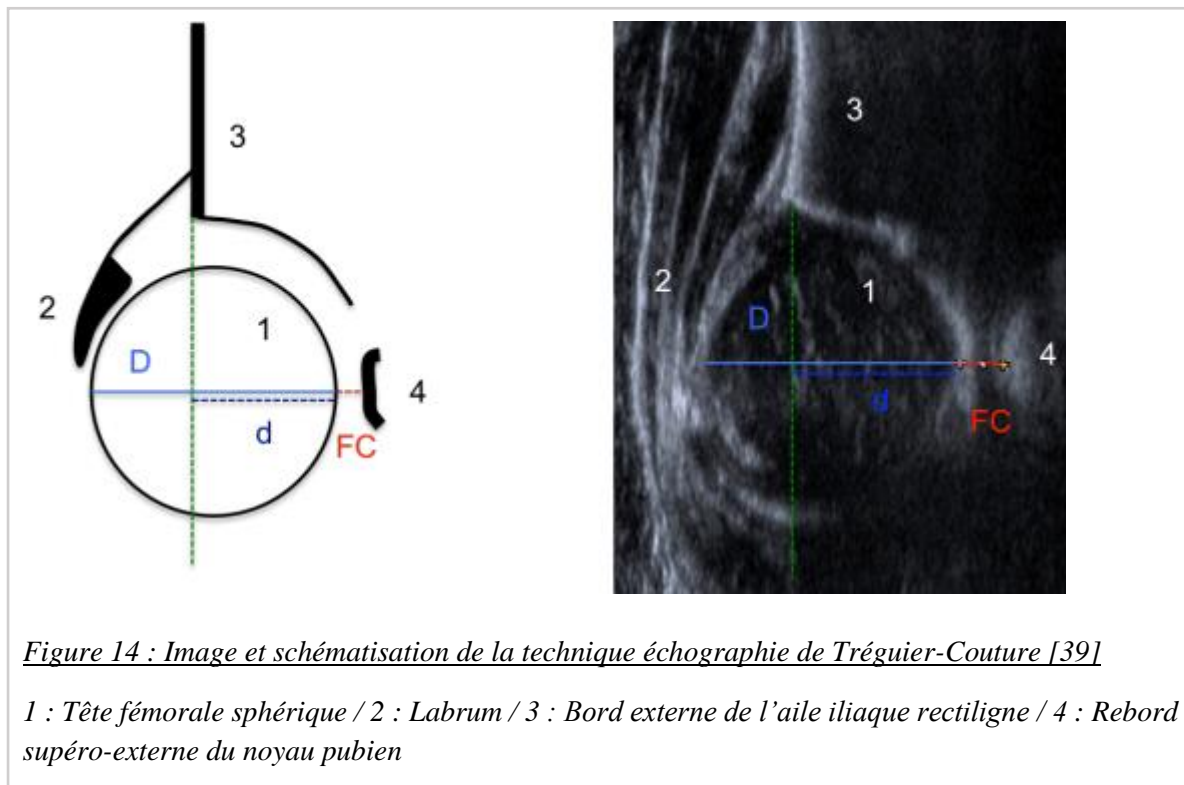 3
2
1
D
d
FC
4
3
2
1
D
d
FC
4
Figure 14 : Image et schématisation de la technique échographie de Tréguier-Couture [39]
1 : Tête fémorale sphérique / 2 : Labrum / 3 : Bord externe de l'aile iliaque rectiligne / 4 : Rebord
supéro-externe du noyau pubien